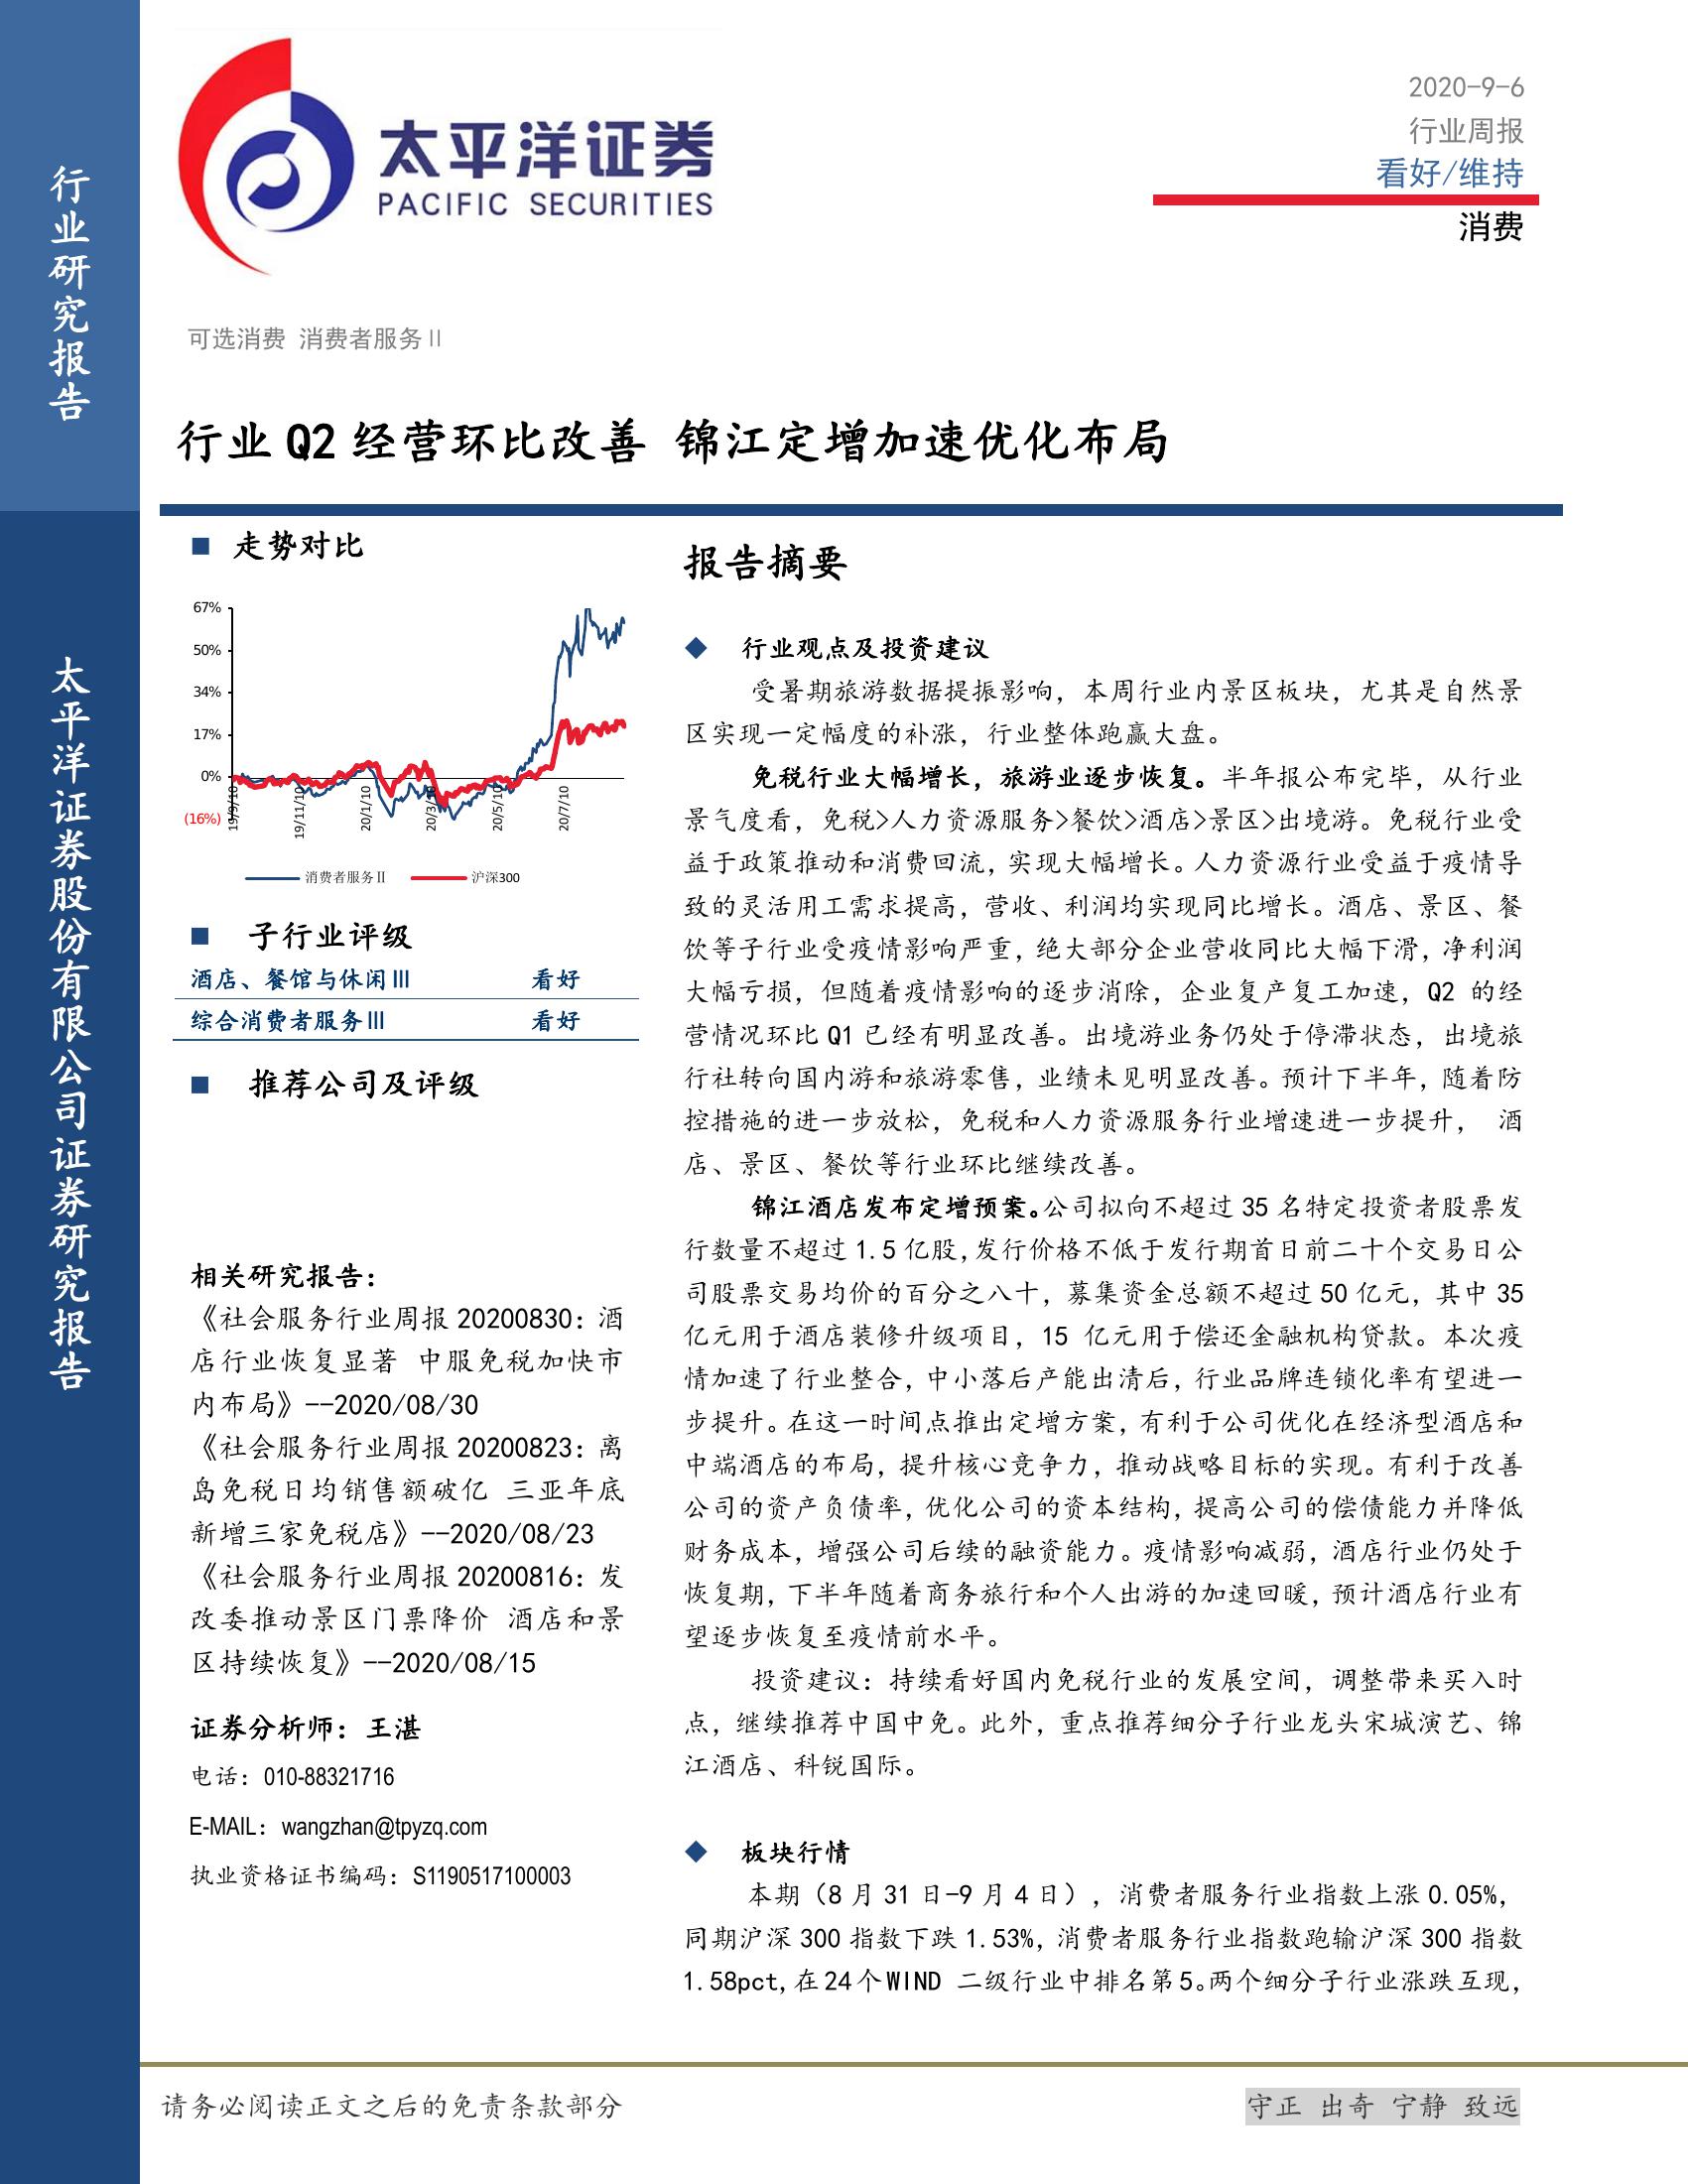 行业研究报告
太平洋证券股份有限公司证券研究报告
太平洋证券
PACIFIC SECURITIES
2020-9-6
行业周报
看好/维持
消费
可选消费 消费者服务Ⅱ
行业 Q2 经营环比改善 锦江定增加速优化布局
■ 走势对比
67%
50%
34%
17%
0%
(16%)
19/9/10
19/11/10
20/1/10
20/3/10
20/5/10
20/7/10
消费者服务Ⅱ
沪深300
■ 子行业评级
酒店、餐馆与休闲Ⅲ 看好
综合消费者服务Ⅲ 看好
■ 推荐公司及评级
相关研究报告：
《社会服务行业周报 20200830：酒
店行业恢复显著 中服免税加快市
内布局》--2020/08/30
《社会服务行业周报 20200823：离
岛免税日均销售额破亿 三亚年底
新增三家免税店》--2020/08/23
《社会服务行业周报 20200816：发
改委推动景区门票降价 酒店和景
区持续恢复》--2020/08/15
证券分析师：王湛
电话：010-88321716
E-MAIL：wangzhan@tpyzq.com
执业资格证书编码：S1190517100003
报告摘要
◆ 行业观点及投资建议
受暑期旅游数据提振影响，本周行业内景区板块，尤其是自然景
区实现一定幅度的补涨，行业整体跑赢大盘。
免税行业大幅增长，旅游业逐步恢复。半年报公布完毕，从行业
景气度看，免税>人力资源服务>餐饮>酒店>景区>出境游。免税行业受
益于政策推动和消费回流，实现大幅增长。人力资源行业受益于疫情导
致的灵活用工需求提高，营收、利润均实现同比增长。酒店、景区、餐
饮等子行业受疫情影响严重，绝大部分企业营收同比大幅下滑，净利润
大幅亏损，但随着疫情影响的逐步消除，企业复产复工加速，Q2 的经
营情况环比 Q1 已经有明显改善。出境游业务仍处于停滞状态，出境旅
行社转向国内游和旅游零售，业绩未见明显改善。预计下半年，随着防
控措施的进一步放松，免税和人力资源服务行业增速进一步提升， 酒
店、景区、餐饮等行业环比继续改善。
锦江酒店发布定增预案。公司拟向不超过 35 名特定投资者股票发
行数量不超过 1.5 亿股，发行价格不低于发行期首日前二十个交易日公
司股票交易均价的百分之八十，募集资金总额不超过 50 亿元，其中 35
亿元用于酒店装修升级项目，15 亿元用于偿还金融机构贷款。本次疫
情加速了行业整合，中小落后产能出清后，行业品牌连锁化率有望进一
步提升。在这一时间点推出定增方案，有利于公司优化在经济型酒店和
中端酒店的布局，提升核心竞争力，推动战略目标的实现。有利于改善
公司的资产负债率，优化公司的资本结构，提高公司的偿债能力并降低
财务成本，增强公司后续的融资能力。疫情影响减弱，酒店行业仍处于
恢复期，下半年随着商务旅行和个人出游的加速回暖，预计酒店行业有
望逐步恢复至疫情前水平。
投资建议：持续看好国内免税行业的发展空间，调整带来买入时
点，继续推荐中国中免。此外，重点推荐细分子行业龙头宋城演艺、锦
江酒店、科锐国际。
◆ 板块行情
本期（8 月 31 日-9 月 4 日），消费者服务行业指数上涨 0.05%，
同期沪深 300 指数下跌 1.53%，消费者服务行业指数跑输沪深 300 指数
1.58pct，在 24 个 WIND 二级行业中排名第 5。两个细分子行业涨跌互现，
请务必阅读正文之后的免责条款部分
守正 出奇 宁静 致远